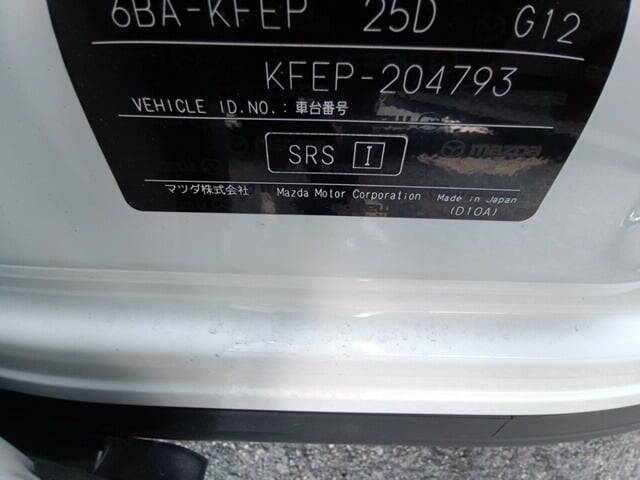 6BA-KFEP 25D G12
KFEP-204793
VEHICLE ID.NO.:車台番号
mazda
SRS I
マツダ株式会社 Mazda Motor Corporation Made in Japan
(D10A)